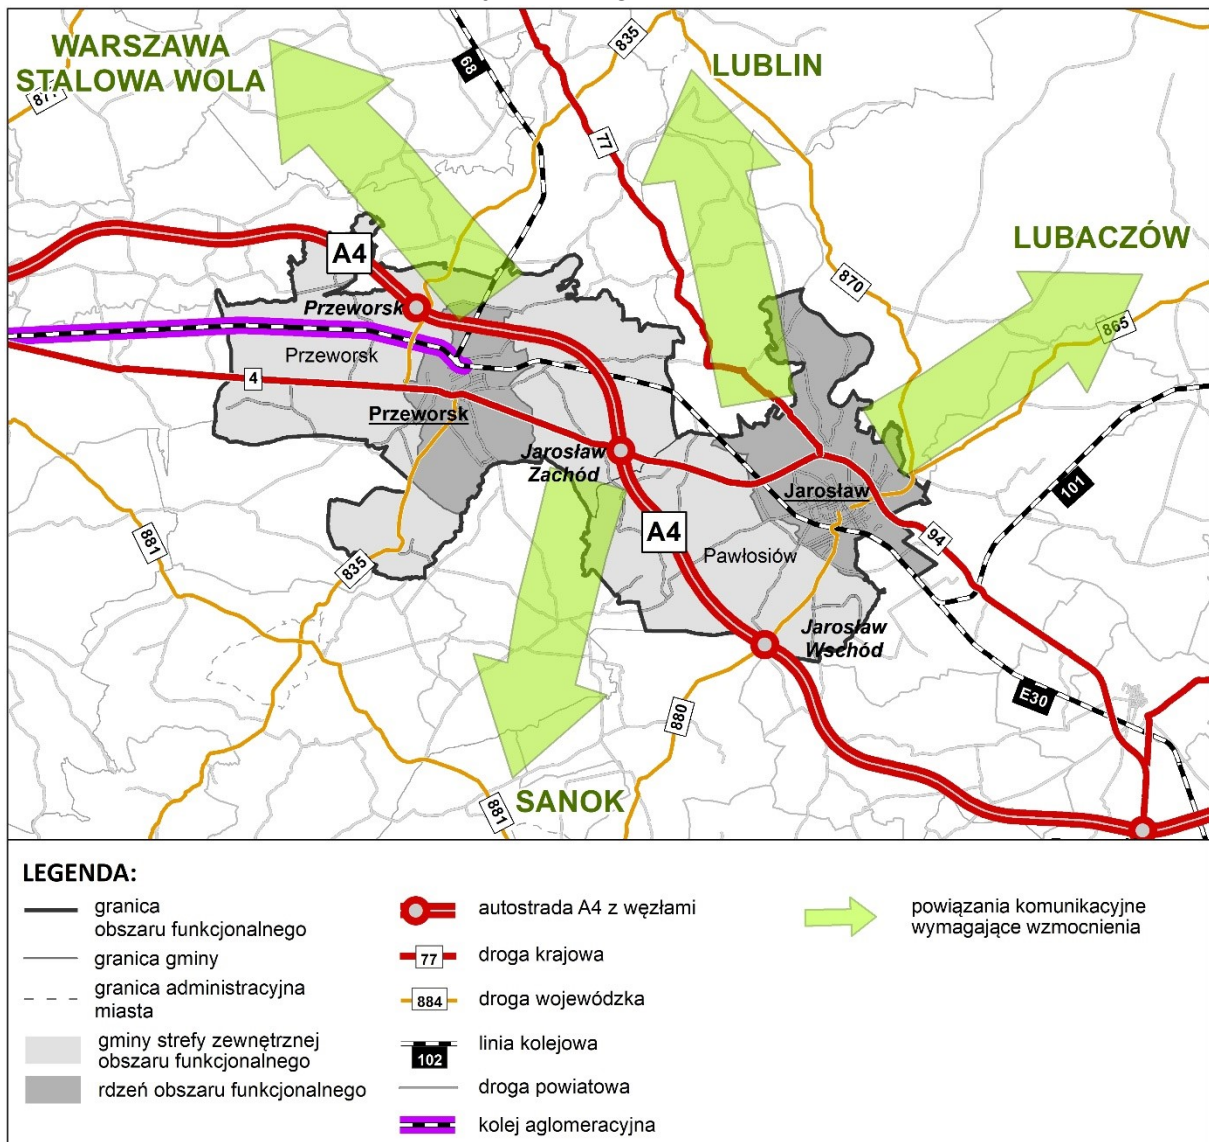 WARSZAWA
STALOWA WOLA
835
LUBLIN
68
77
LUBACZÓW
A4
870
Przeworsk
865
Przeworsk
4
Przeworsk
Jarosław
Zachód
Jarosław
101
A4
94
881
835
Pawłosiów
Jarosław
Wschód
E30
880
SANOK
881
LEGENDA:
granica
obszaru funkcjonalnego
granica gminy
granica administracyjna
miasta
gminy strefy zewnętrznej
obszaru funkcjonalnego
rdzeń obszaru funkcjonalnego
autostrada A4 z węzłami
77
droga krajowa
884
droga wojewódzka
linia kolejowa
102
droga powiatowa
kolej aglomeracyjna
powiązania komunikacyjne
wymagające wzmocnienia